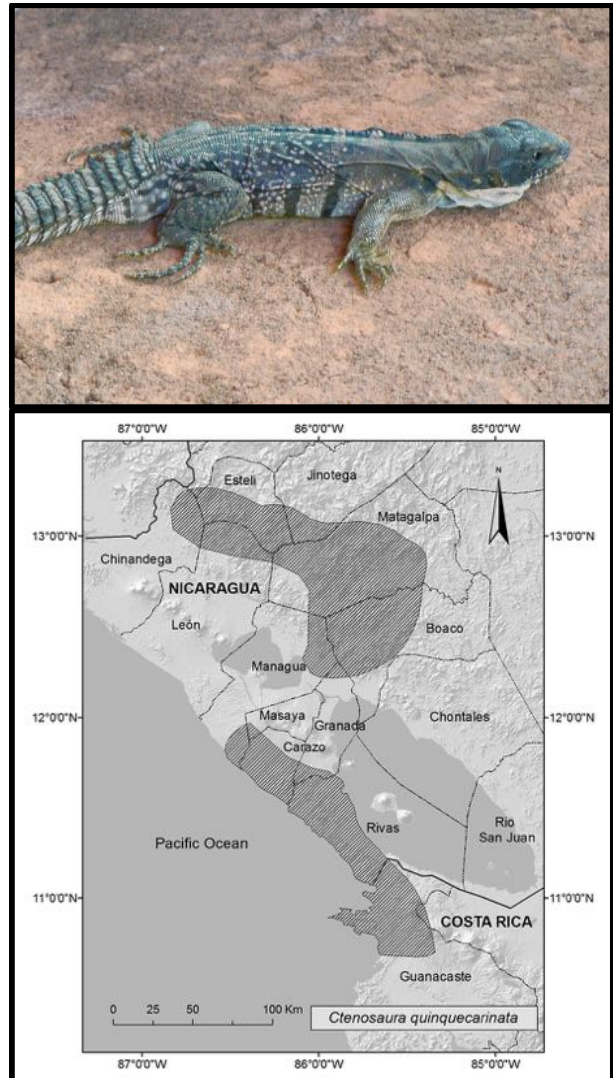 87°0'0"W 86°0'0"W 85°0'0"W
N
Estelí
Jinotega
Matagalpa
13°0'0"N 13°0'0"N
Chinandega
NICARAGUA
León
Boaco
Managua
12°0'0"N 12°0'0"N
Masaya
Granada
Chontales
Carazo
Rivas
Rio
San Juan
Pacific Ocean
11°0'0"N 11°0'0"N
COSTA RICA
Guanacaste
0 25 50 100 Km
Ctenosaura quinquecarinata
87°0'0"W 86°0'0"W 85°0'0"W